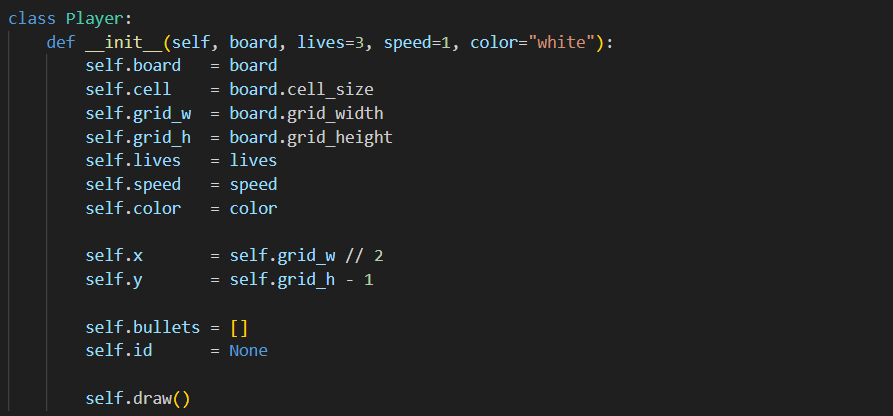 class Player:
    def __init__(self, board, lives=3, speed=1, color="white"):
        self.board   = board
        self.cell    = board.cell_size
        self.grid_w  = board.grid_width
        self.grid_h  = board.grid_height
        self.lives   = lives
        self.speed   = speed
        self.color   = color

        self.x       = self.grid_w // 2
        self.y       = self.grid_h - 1

        self.bullets = []
        self.id      = None

        self.draw()